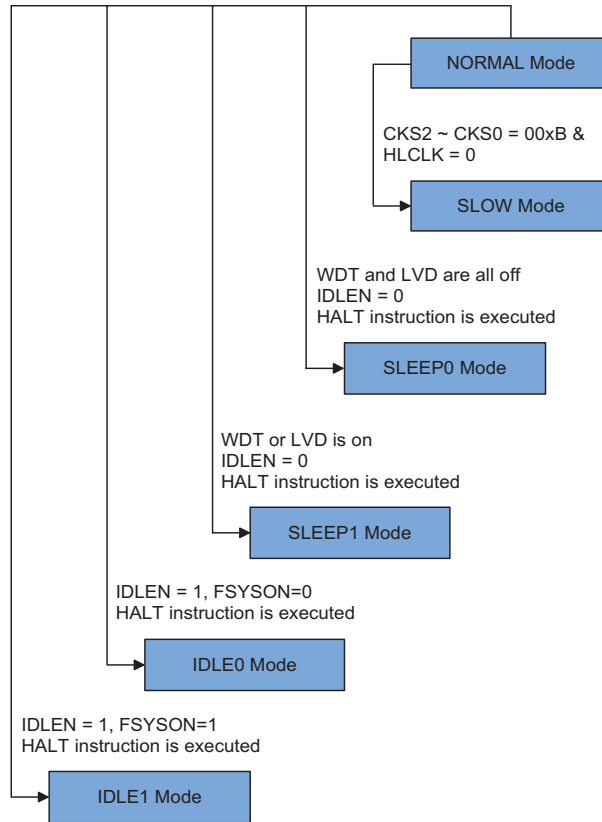 NORMAL Mode
CKS2 ~ CKS0 = 00xB &
HLCLK = 0
SLOW Mode
WDT and LVD are all off
IDLEN = 0
HALT instruction is executed
SLEEP0 Mode
WDT or LVD is on
IDLEN = 0
HALT instruction is executed
SLEEP1 Mode
IDLEN = 1, FSYSON=0
HALT instruction is executed
IDLE0 Mode
IDLEN = 1, FSYSON=1
HALT instruction is executed
IDLE1 Mode